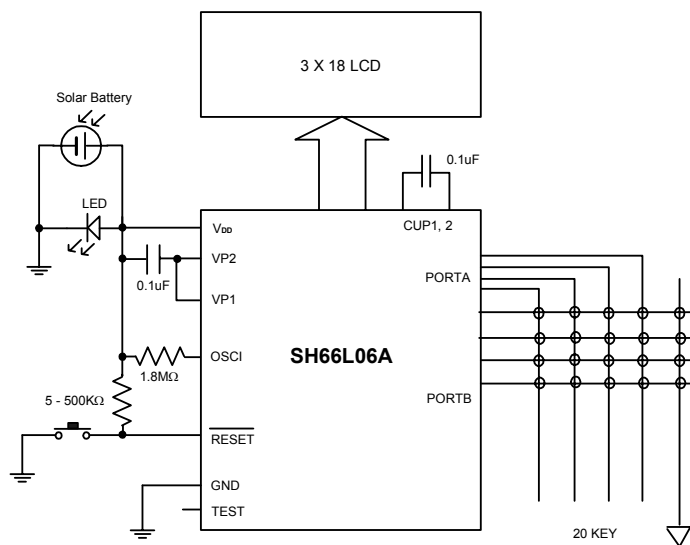 3 X 18 LCD
Solar Battery
0.1uF
LED
VDD
CUP1, 2
VP2
PORTA
0.1uF
VP1
SH66L06A
OSCI
1.8MΩ
5 - 500KΩ
PORTB
RESET
GND
TEST
20 KEY